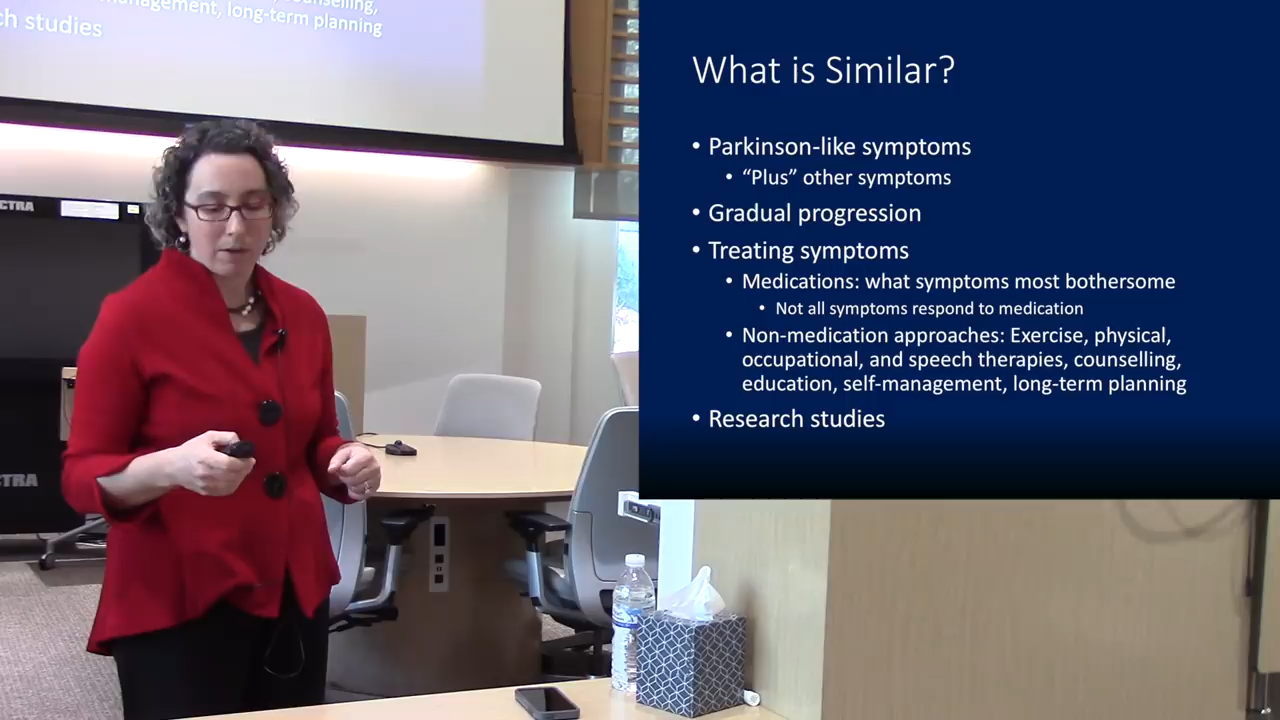 counselling,
management, long-term planning
ch studies
CTRA
CTRA
What is Similar?
• Parkinson-like symptoms
• “Plus” other symptoms
• Gradual progression
• Treating symptoms
• Medications: what symptoms most bothersome
• Not all symptoms respond to medication
• Non-medication approaches: Exercise, physical,
occupational, and speech therapies, counselling,
education, self-management, long-term planning
• Research studies